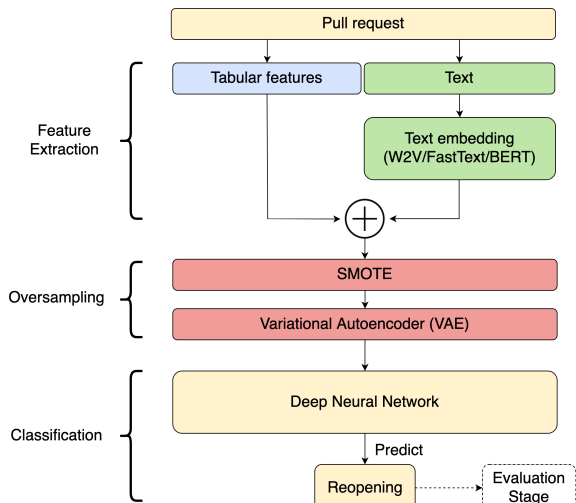 Pull request
Tabular features
Text
Feature
Extraction
Text embedding
(W2V/FastText/BERT)
SMOTE
Oversampling
Variational Autoencoder (VAE)
Deep Neural Network
Classification
Predict
Reopening
Evaluation
Stage